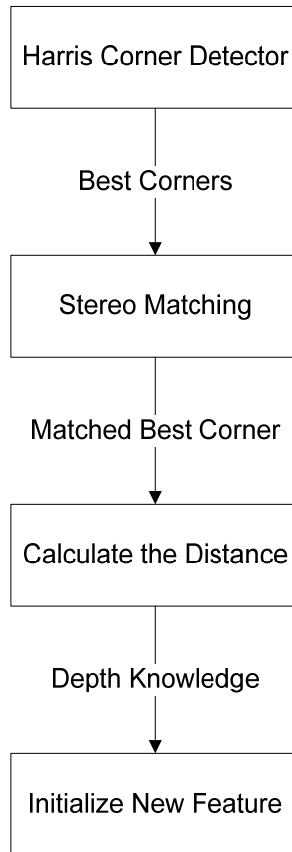 Harris Corner Detector
Best Corners
Stereo Matching
Matched Best Corner
Calculate the Distance
Depth Knowledge
Initialize New Feature